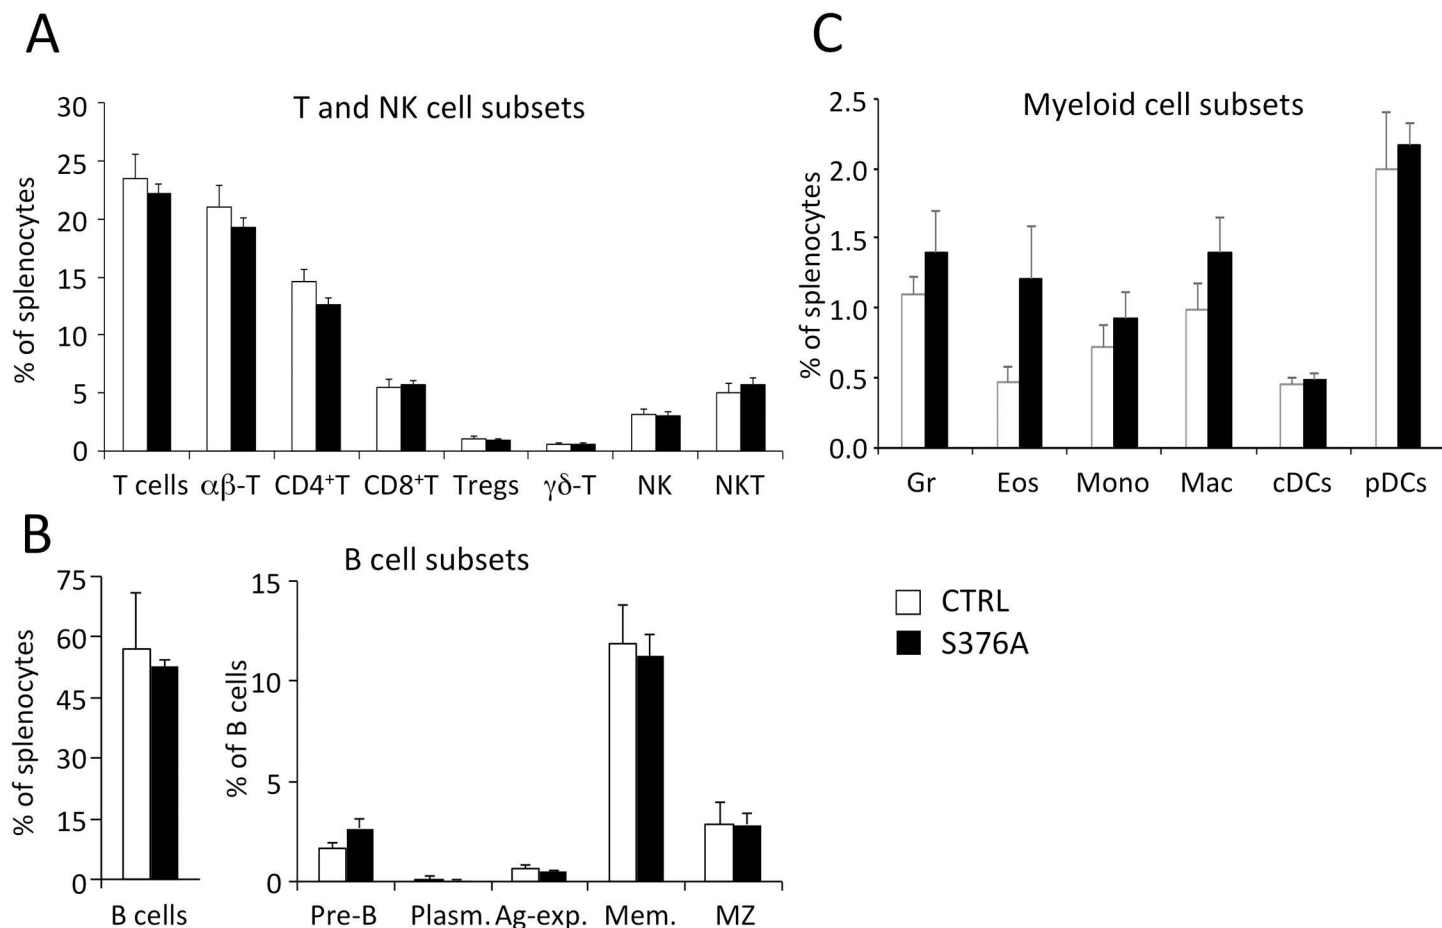 A
T and NK cell subsets
% of splenocytes
30
25
20
15
10
5
0
T cells αβ-T CD4⁺T CD8⁺T Tregs γδ-T NK NKT
B
B cell subsets
% of splenocytes
75
60
45
30
15
0
B cells
% of B cells
15
10
5
0
Pre-B Plasm. Ag-exp. Mem. MZ
C
Myeloid cell subsets
% of splenocytes
2.5
2.0
1.5
1.0
0.5
0.0
Gr Eos Mono Mac cDCs pDCs
CTRL
S376A